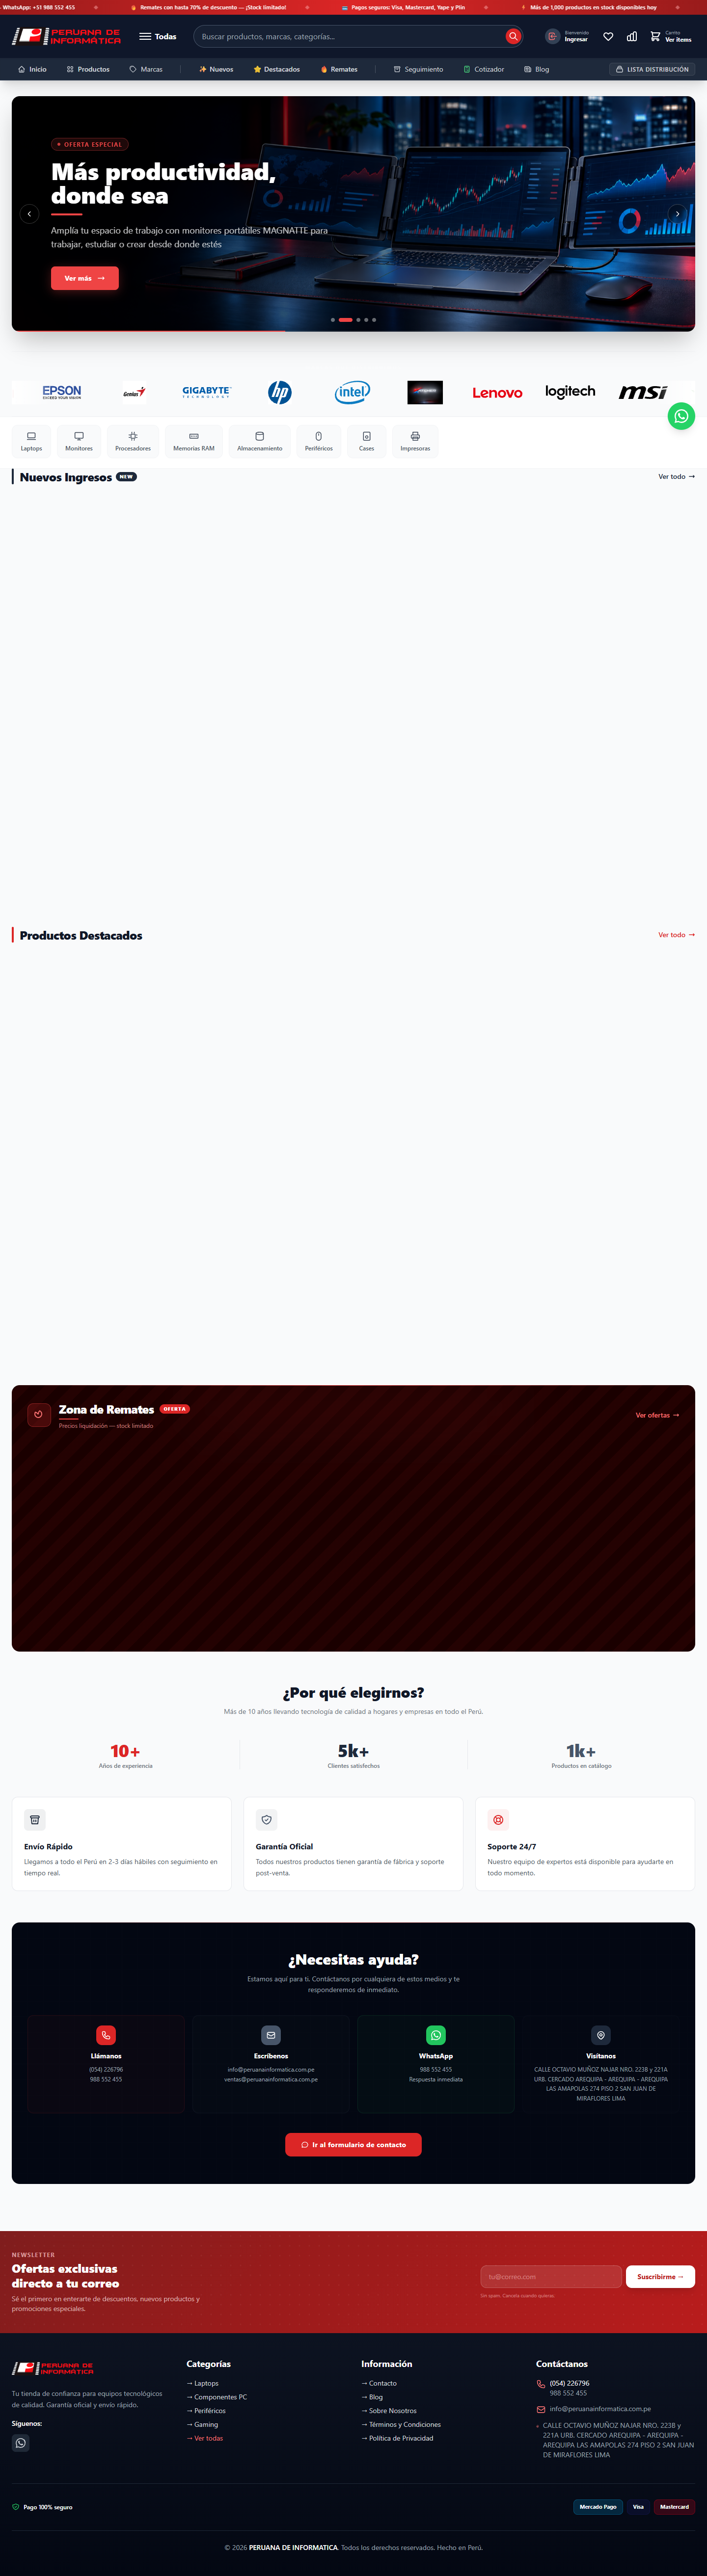 WhatsApp: +51 988 552 455
Remates con hasta 70% de descuento — ¡Stock limitado!
Pagos seguros: Visa, Mastercard, Yape y Plin
Más de 1,000 productos en stock disponibles hoy
PERUANA DE
INFORMÁTICA
Todas
Buscar productos, marcas, categorías...
Bienvenido
Ingresar
Carrito
Ver items
Inicio
Productos
Marcas
Nuevos
Destacados
Remates
Seguimiento
Cotizador
Blog
LISTA DISTRIBUCIÓN
OFERTA ESPECIAL
Más productividad,
donde sea
Amplía tu espacio de trabajo con monitores portátiles MAGNATTE para
trabajar, estudiar o crear desde donde estés
Ver más →
EPSON
EXCEED YOUR VISION
Genius
GIGABYTE
TECHNOLOGY
hp
intel
Lenovo
logitech
msi
Laptops
Monitores
Procesadores
Memorias RAM
Almacenamiento
Periféricos
Cases
Impresoras
Nuevos Ingresos NEW
Ver todo →
Productos Destacados
Ver todo →
Zona de Remates OFERTA
Precios liquidación — stock limitado
Ver ofertas →
¿Por qué elegirnos?
Más de 10 años llevando tecnología de calidad a hogares y empresas en todo el Perú.
10+
Años de experiencia
5k+
Clientes satisfechos
1k+
Productos en catálogo
Envío Rápido
Llegamos a todo el Perú en 2-3 días hábiles con seguimiento en
tiempo real.
Garantía Oficial
Todos nuestros productos tienen garantía de fábrica y soporte
post-venta.
Soporte 24/7
Nuestro equipo de expertos está disponible para ayudarte en
todo momento.
¿Necesitas ayuda?
Estamos aquí para ti. Contáctanos por cualquiera de estos medios y te
responderemos de inmediato.
Llámanos
(054) 226796
988 552 455
Escríbenos
info@peruanainformatica.com.pe
ventas@peruanainformatica.com.pe
WhatsApp
988 552 455
Respuesta inmediata
Visítanos
CALLE OCTAVIO MUÑOZ NAJAR NRO. 223B y 221A
URB. CERCADO AREQUIPA - AREQUIPA - AREQUIPA
LAS AMAPOLAS 274 PISO 2 SAN JUAN DE
MIRAFLORES LIMA
Ir al formulario de contacto
NEWSLETTER
Ofertas exclusivas
directo a tu correo
Sé el primero en enterarte de descuentos, nuevos productos y
promociones especiales.
tu@correo.com
Suscribirme →
Sin spam. Cancela cuando quieras.
PERUANA DE
INFORMÁTICA
Tu tienda de confianza para equipos tecnológicos
de calidad. Garantía oficial y envío rápido.
Síguenos:
Categorías
→ Laptops
→ Componentes PC
→ Periféricos
→ Gaming
→ Ver todas
Información
→ Contacto
→ Blog
→ Sobre Nosotros
→ Términos y Condiciones
→ Política de Privacidad
Contáctanos
(054) 226796
988 552 455
info@peruanainformatica.com.pe
CALLE OCTAVIO MUÑOZ NAJAR NRO. 223B y
221A URB. CERCADO AREQUIPA - AREQUIPA -
AREQUIPA LAS AMAPOLAS 274 PISO 2 SAN JUAN
DE MIRAFLORES LIMA
Pago 100% seguro
Mercado Pago
Visa
Mastercard
© 2026 PERUANA DE INFORMATICA. Todos los derechos reservados. Hecho en Perú.